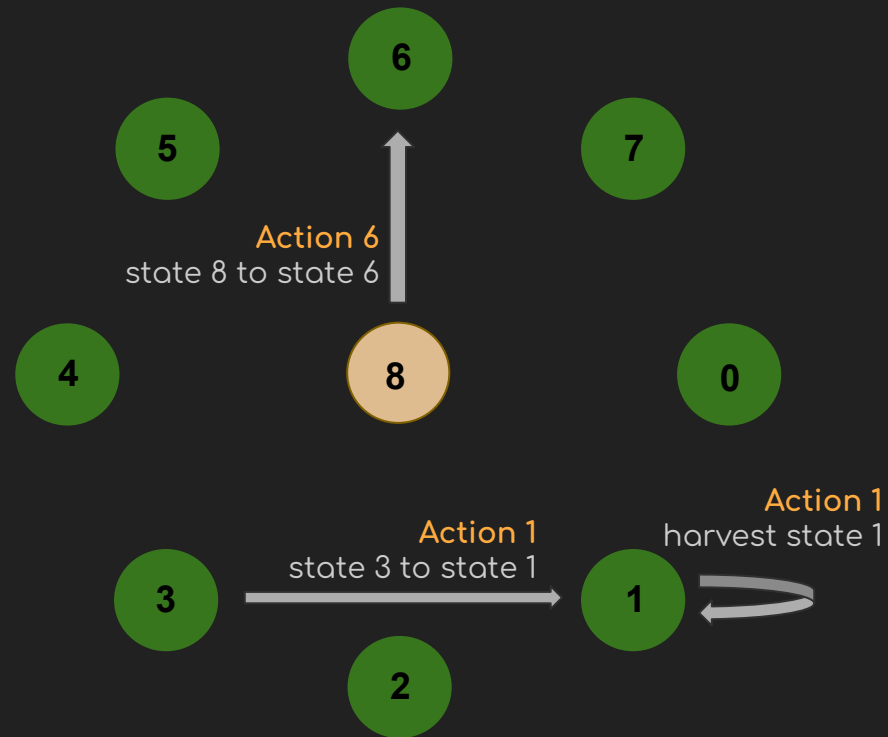 6
5
7
Action 6
state 8 to state 6
4
8
0
Action 1
harvest state 1
Action 1
state 3 to state 1
3
1
2